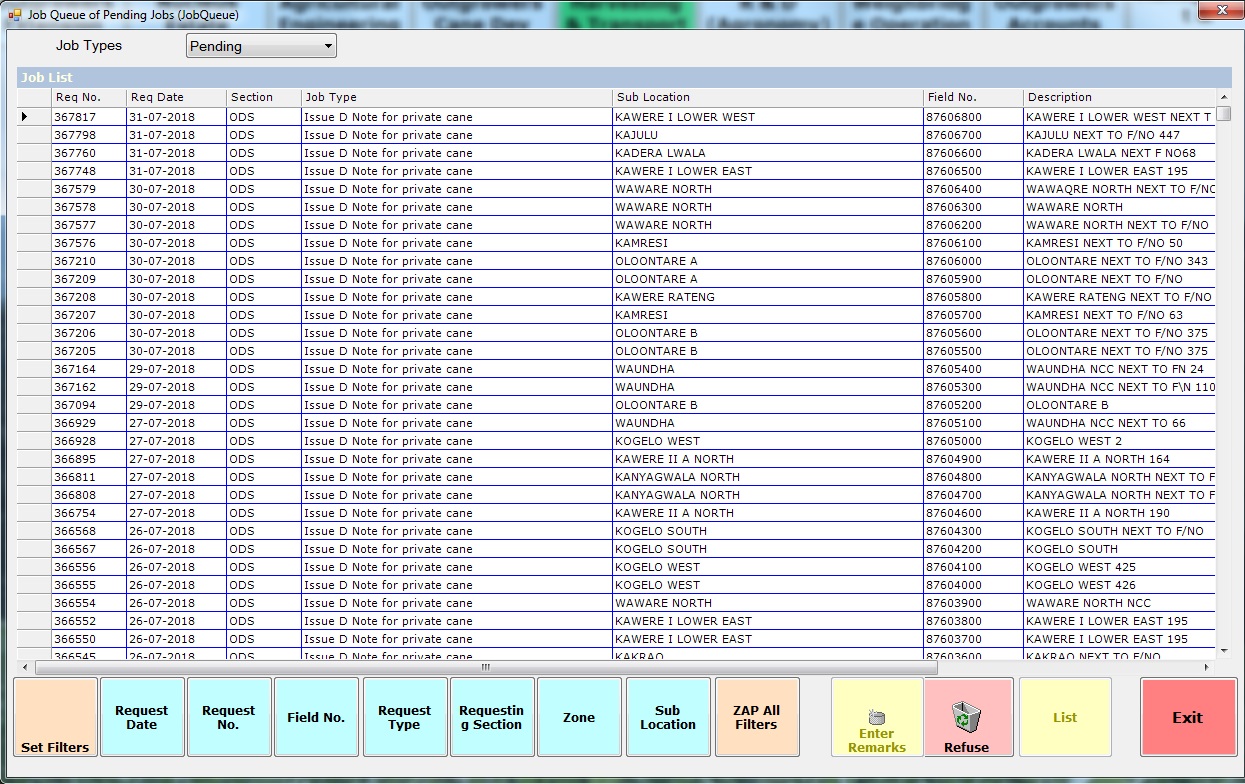 Job Queue of Pending Jobs (JobQueue)
Job Types Pending
Job List
Req No. Req Date Section Job Type Sub Location Field No. Description
367817 31-07-2018 ODS Issue D Note for private cane KAWERE I LOWER WEST 87606800 KAWERE I LOWER WEST NEXT T
367798 31-07-2018 ODS Issue D Note for private cane KAJULU 87606700 KAJULU NEXT TO F/NO 447
367760 31-07-2018 ODS Issue D Note for private cane KADERA LWALA 87606600 KADERA LWALA NEXT F NO68
367748 31-07-2018 ODS Issue D Note for private cane KAWERE I LOWER EAST 87606500 KAWERE I LOWER EAST 195
367579 30-07-2018 ODS Issue D Note for private cane WAWARE NORTH 87606400 WAWAQRE NORTH NEXT TO F/NO
367578 30-07-2018 ODS Issue D Note for private cane WAWARE NORTH 87606300 WAWARE NORTH
367577 30-07-2018 ODS Issue D Note for private cane WAWARE NORTH 87606200 WAWARE NORTH NEXT TO F/NO
367576 30-07-2018 ODS Issue D Note for private cane KAMRESI 87606100 KAMRESI NEXT TO F/NO 50
367210 30-07-2018 ODS Issue D Note for private cane OLOONTARE A 87606000 OLOONTARE NEXT TO F/NO 343
367209 30-07-2018 ODS Issue D Note for private cane OLOONTARE A 87605900 OLOONTARE NEXT TO F/NO
367208 30-07-2018 ODS Issue D Note for private cane KAWERE RATENG 87605800 KAWERE RATENG NEXT TO F/NO
367207 30-07-2018 ODS Issue D Note for private cane KAMRESI 87605700 KAMRESI NEXT TO F/NO 63
367206 30-07-2018 ODS Issue D Note for private cane OLOONTARE B 87605600 OLOONTARE NEXT TO F/NO 375
367205 30-07-2018 ODS Issue D Note for private cane OLOONTARE B 87605500 OLOONTARE NEXT TO F/NO 375
367164 29-07-2018 ODS Issue D Note for private cane WAUNDHA 87605400 WAUNDHA NCC NEXT TO FN 24
367162 29-07-2018 ODS Issue D Note for private cane WAUNDHA 87605300 WAUNDHA NCC NEXT TO F\N 110
367094 29-07-2018 ODS Issue D Note for private cane OLOONTARE B 87605200 OLOONTARE B
366929 27-07-2018 ODS Issue D Note for private cane WAUNDHA 87605100 WAUNDHA NCC NEXT TO 66
366928 27-07-2018 ODS Issue D Note for private cane KOGELO WEST 87605000 KOGELO WEST 2
366895 27-07-2018 ODS Issue D Note for private cane KAWERE II A NORTH 87604900 KAWERE II A NORTH 164
366811 27-07-2018 ODS Issue D Note for private cane KANYAGWALA NORTH 87604800 KANYAGWALA NORTH NEXT TO F
366808 27-07-2018 ODS Issue D Note for private cane KANYAGWALA NORTH 87604700 KANYAGWALA NORTH NEXT TO F
366754 27-07-2018 ODS Issue D Note for private cane KAWERE II A NORTH 87604600 KAWERE II A NORTH 190
366568 26-07-2018 ODS Issue D Note for private cane KOGELO SOUTH 87604300 KOGELO SOUTH NEXT TO F/NO
366567 26-07-2018 ODS Issue D Note for private cane KOGELO SOUTH 87604200 KOGELO SOUTH
366556 26-07-2018 ODS Issue D Note for private cane KOGELO WEST 87604100 KOGELO WEST 425
366555 26-07-2018 ODS Issue D Note for private cane KOGELO WEST 87604000 KOGELO WEST 426
366554 26-07-2018 ODS Issue D Note for private cane WAWARE NORTH 87603900 WAWARE NORTH NCC
366552 26-07-2018 ODS Issue D Note for private cane KAWERE I LOWER EAST 87603800 KAWERE I LOWER EAST 195
366550 26-07-2018 ODS Issue D Note for private cane KAWERE I LOWER EAST 87603700 KAWERE I LOWER EAST 195
366545 26-07-2018 ODS Issue D Note for private cane KAKRAO 87603600 KAKRAO NEXT TO F/NO
Set Filters
Request
Date
Request
No.
Field No.
Request
Type
Requestin
g Section
Zone
Sub
Location
ZAP All
Filters
Enter
Remarks
Refuse
List
Exit